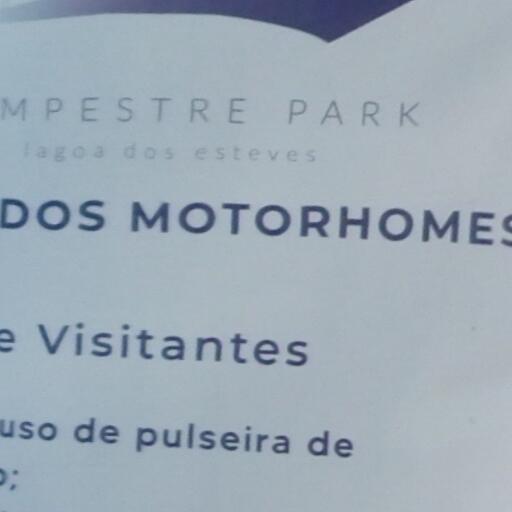 MPESTRE PARK
lagoa dos esteves
DOS MOTORHOMES
e Visitantes
uso de pulseira de
o;